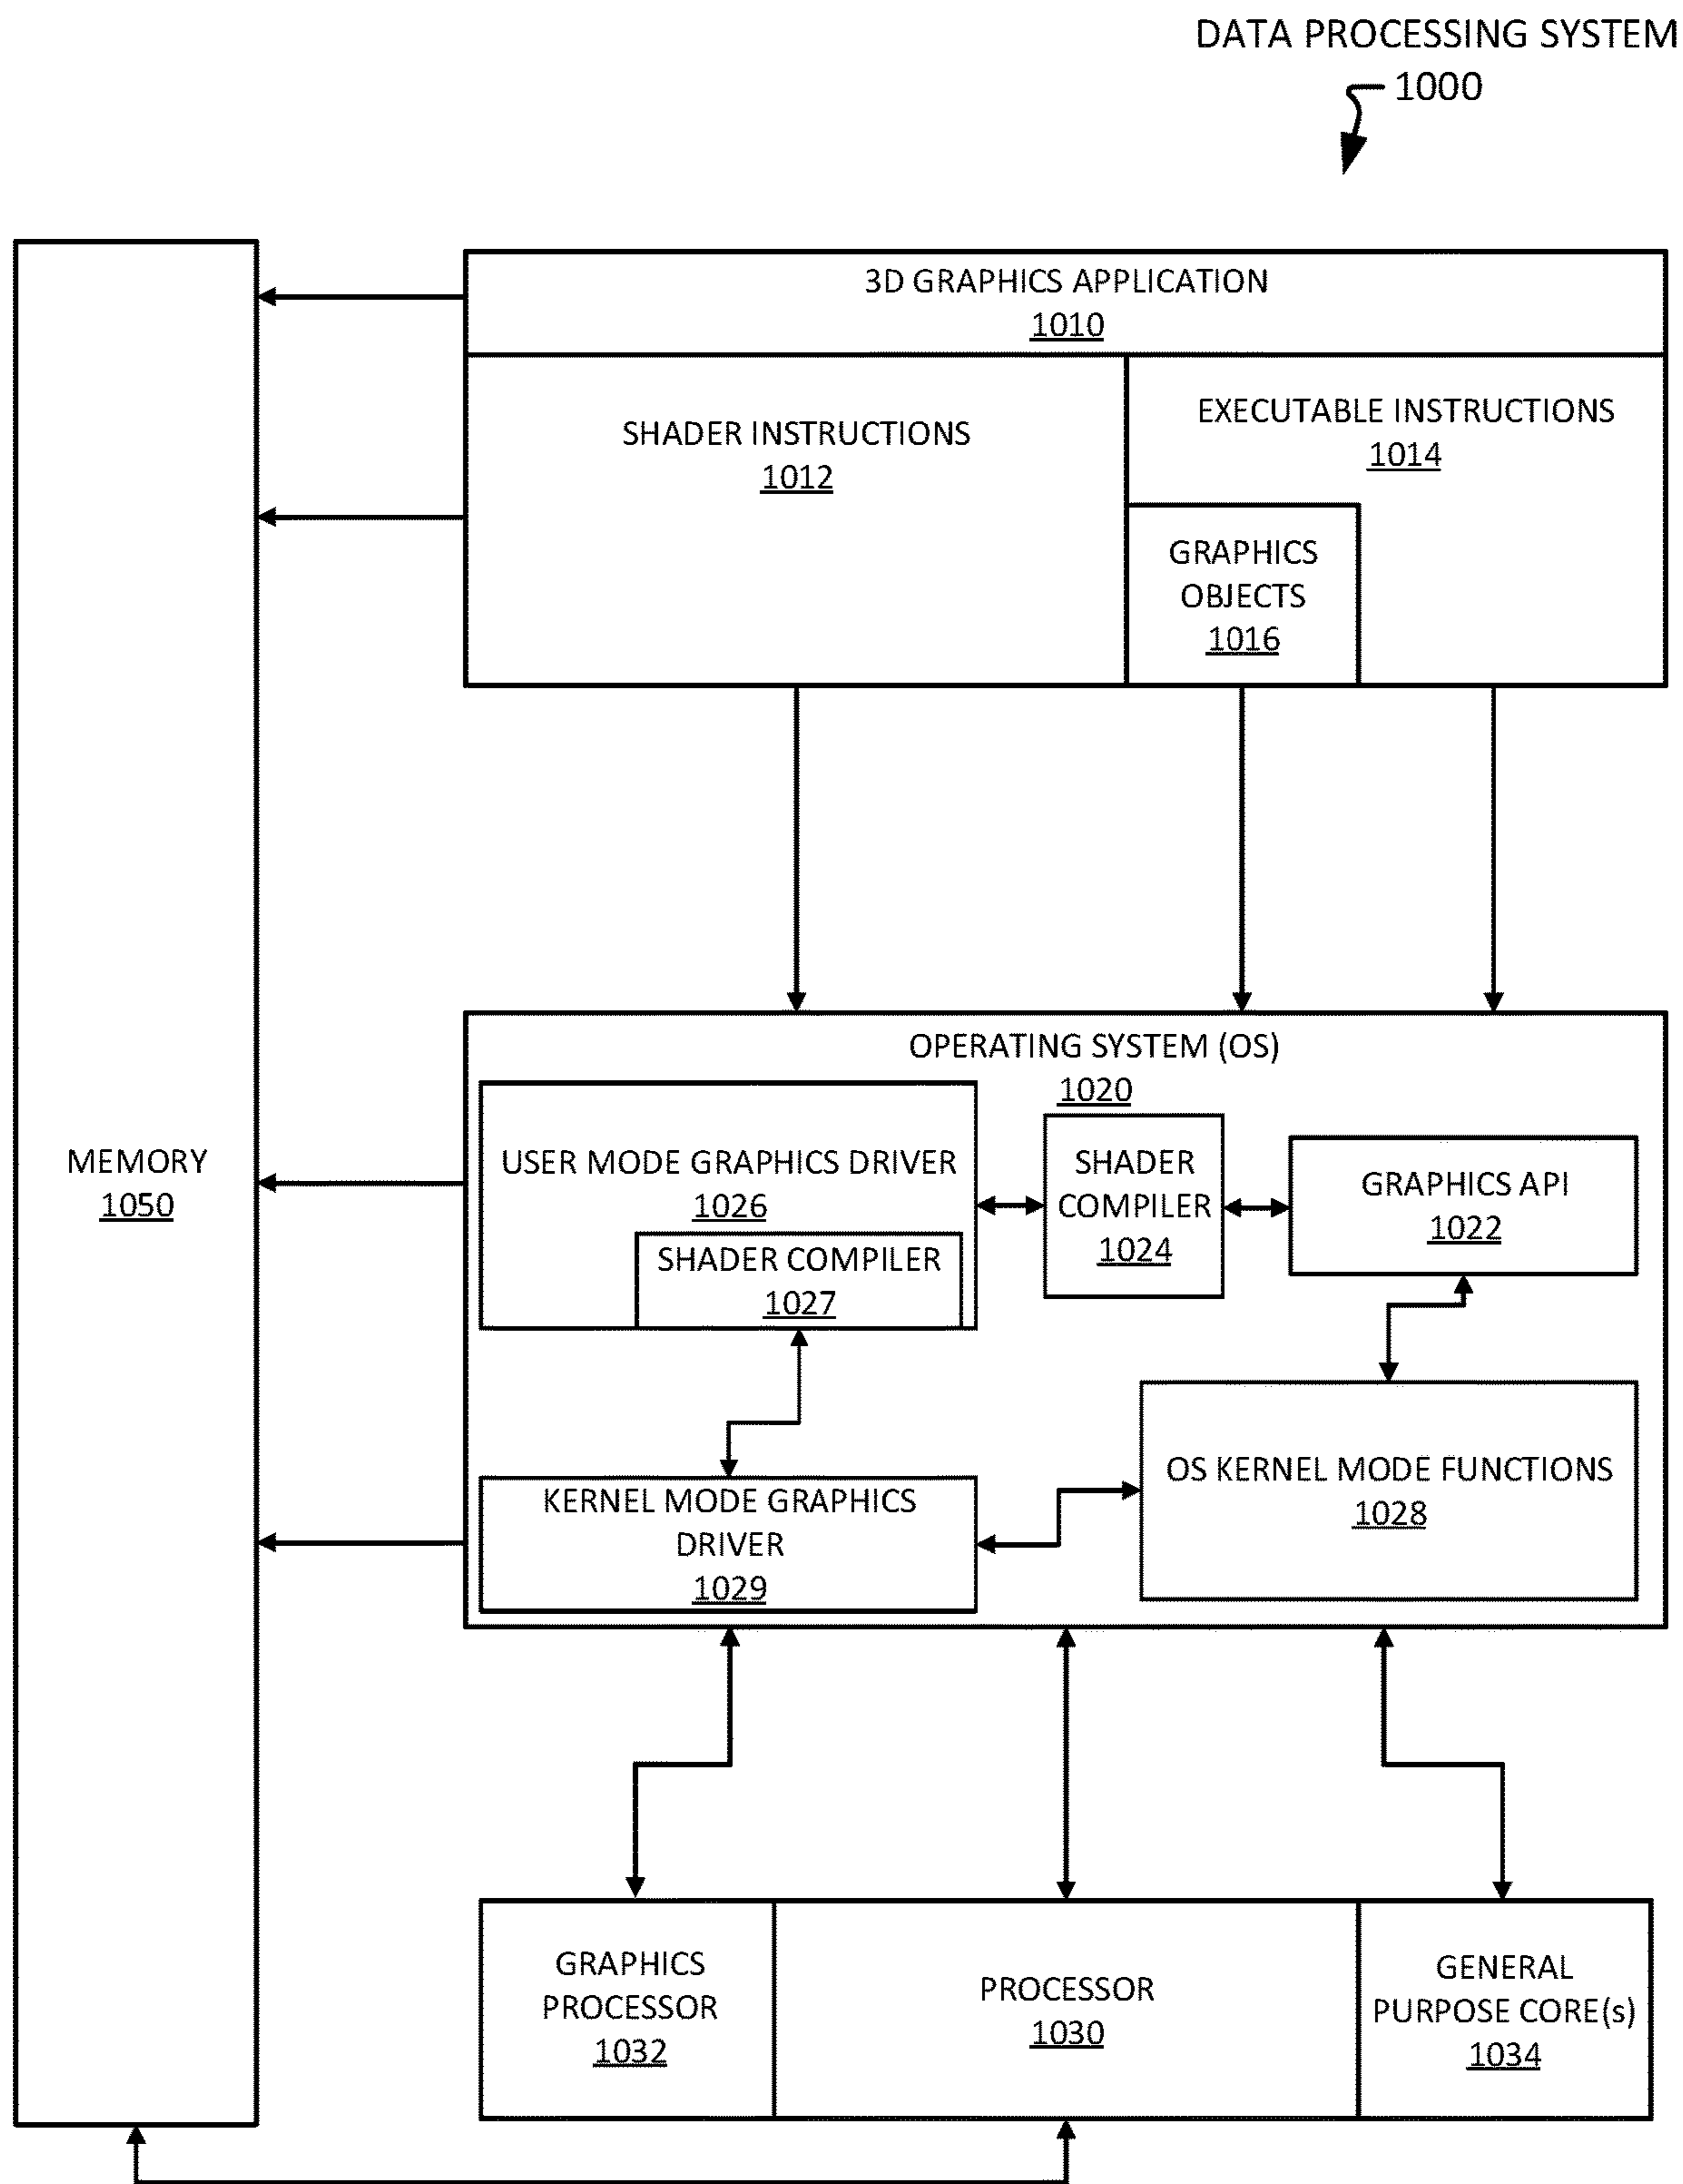 DATA PROCESSING SYSTEM
1000
3D GRAPHICS APPLICATION
1010
SHADER INSTRUCTIONS
1012
EXECUTABLE INSTRUCTIONS
1014
GRAPHICS
OBJECTS
1016
MEMORY
1050
OPERATING SYSTEM (OS)
1020
USER MODE GRAPHICS DRIVER
1026
SHADER COMPILER
1027
SHADER
COMPILER
1024
GRAPHICS API
1022
KERNEL MODE GRAPHICS
DRIVER
1029
OS KERNEL MODE FUNCTIONS
1028
GRAPHICS
PROCESSOR
1032
PROCESSOR
1030
GENERAL
PURPOSE CORE(s)
1034